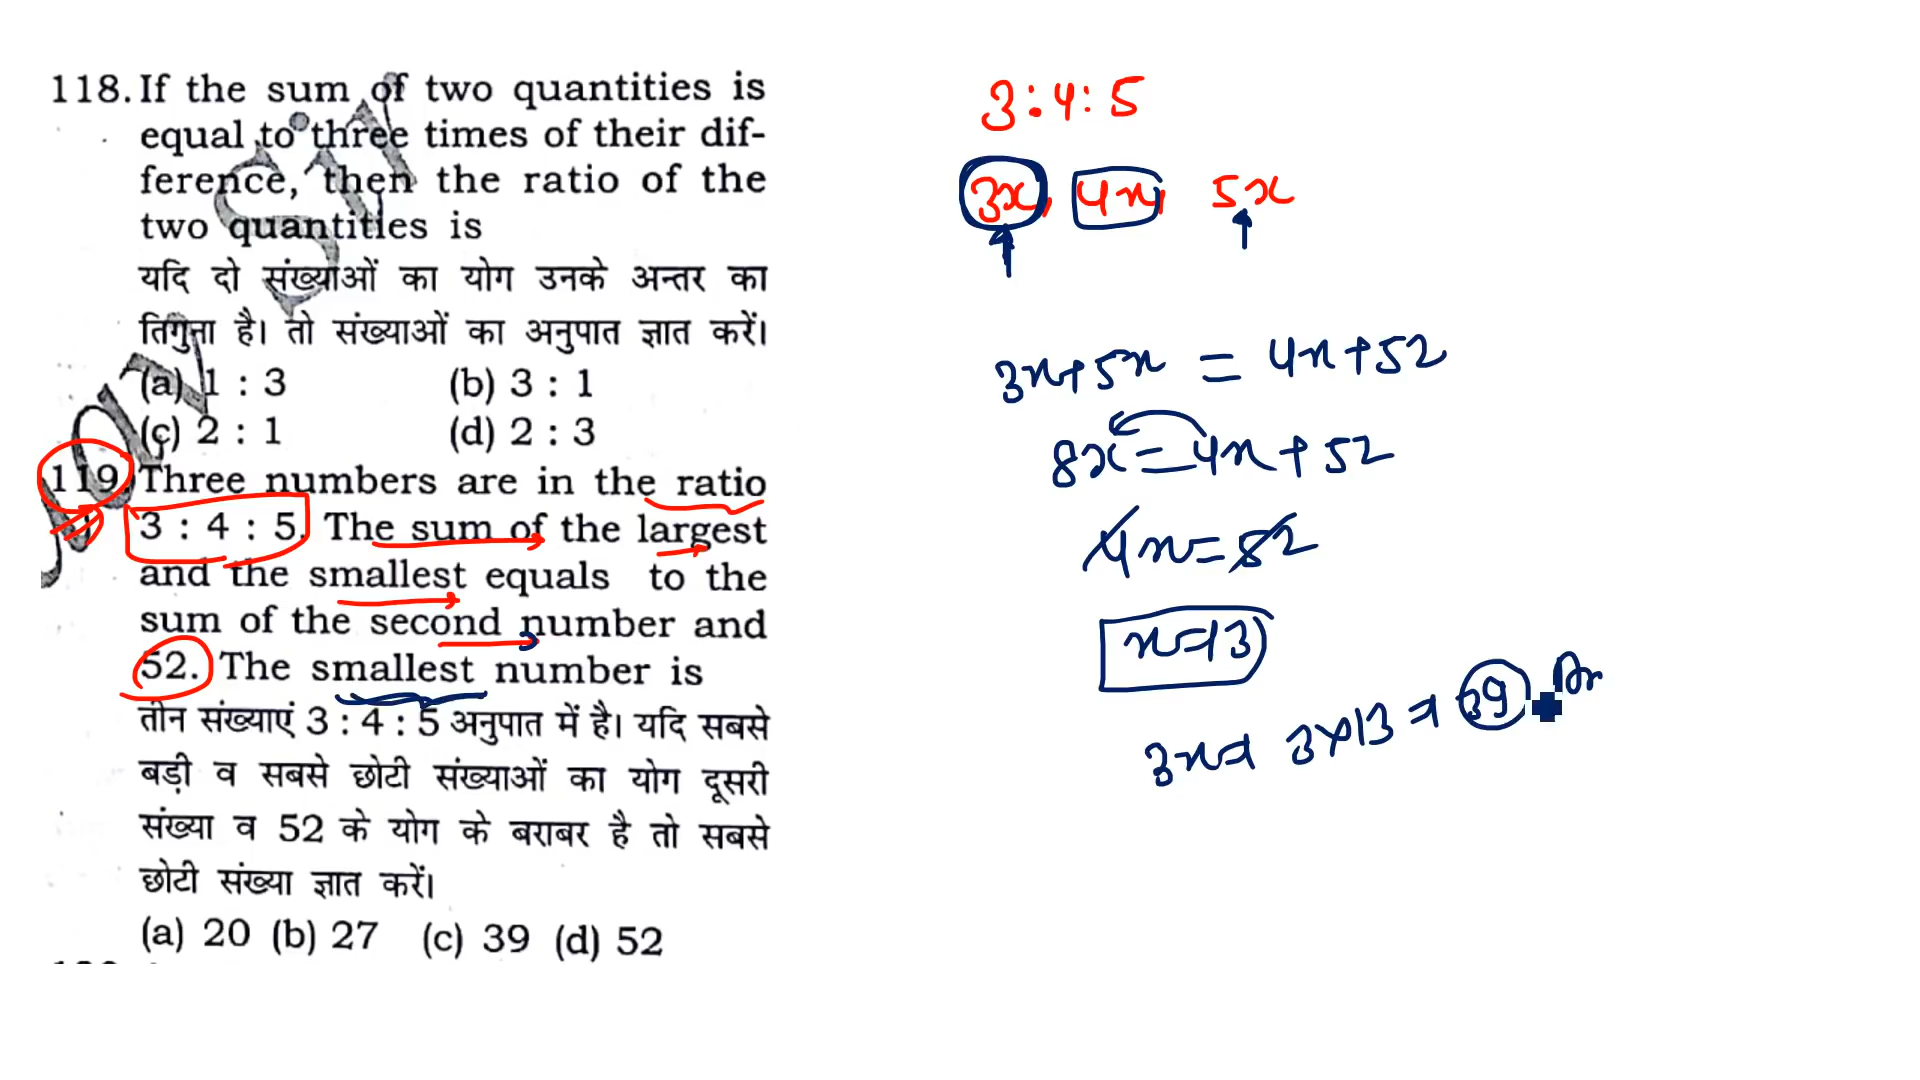 118. If the sum of two quantities is
equal to three times of their dif-
ference, then the ratio of the
two quantities is
यदि दो संख्याओं का योग उनके अन्तर का
तिगुना है। तो संख्याओं का अनुपात ज्ञात करें।
(a) 1 : 3 (b) 3 : 1
(c) 2 : 1 (d) 2 : 3
119. Three numbers are in the ratio
3 : 4 : 5. The sum of the largest
and the smallest equals to the
sum of the second number and
52. The smallest number is
तीन संख्याएं 3 : 4 : 5 अनुपात में है। यदि सबसे
बड़ी व सबसे छोटी संख्याओं का योग दूसरी
संख्या व 52 के योग के बराबर है तो सबसे
छोटी संख्या ज्ञात करें।
(a) 20 (b) 27 (c) 39 (d) 52
3:4:5
3x, 4x, 5x
3x+5x = 4x+52
8x = 4x + 52
4x = 52
x=13
3x = 3×13 = 39